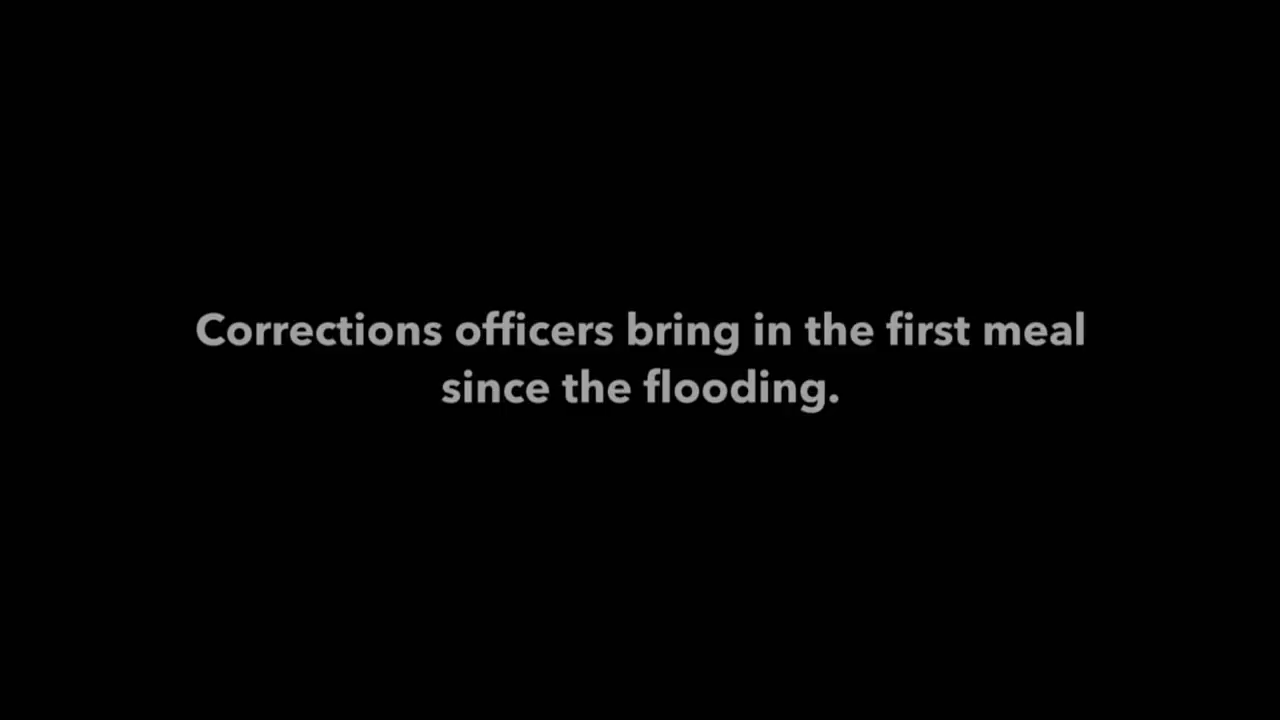 Corrections officers bring in the first meal
since the flooding.